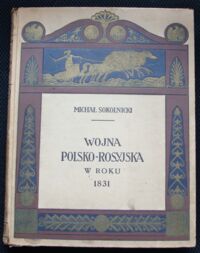 MICHAŁ SOKOLNICKI
WOJNA
POLSKO-ROSYJSKA
W ROKU
1831